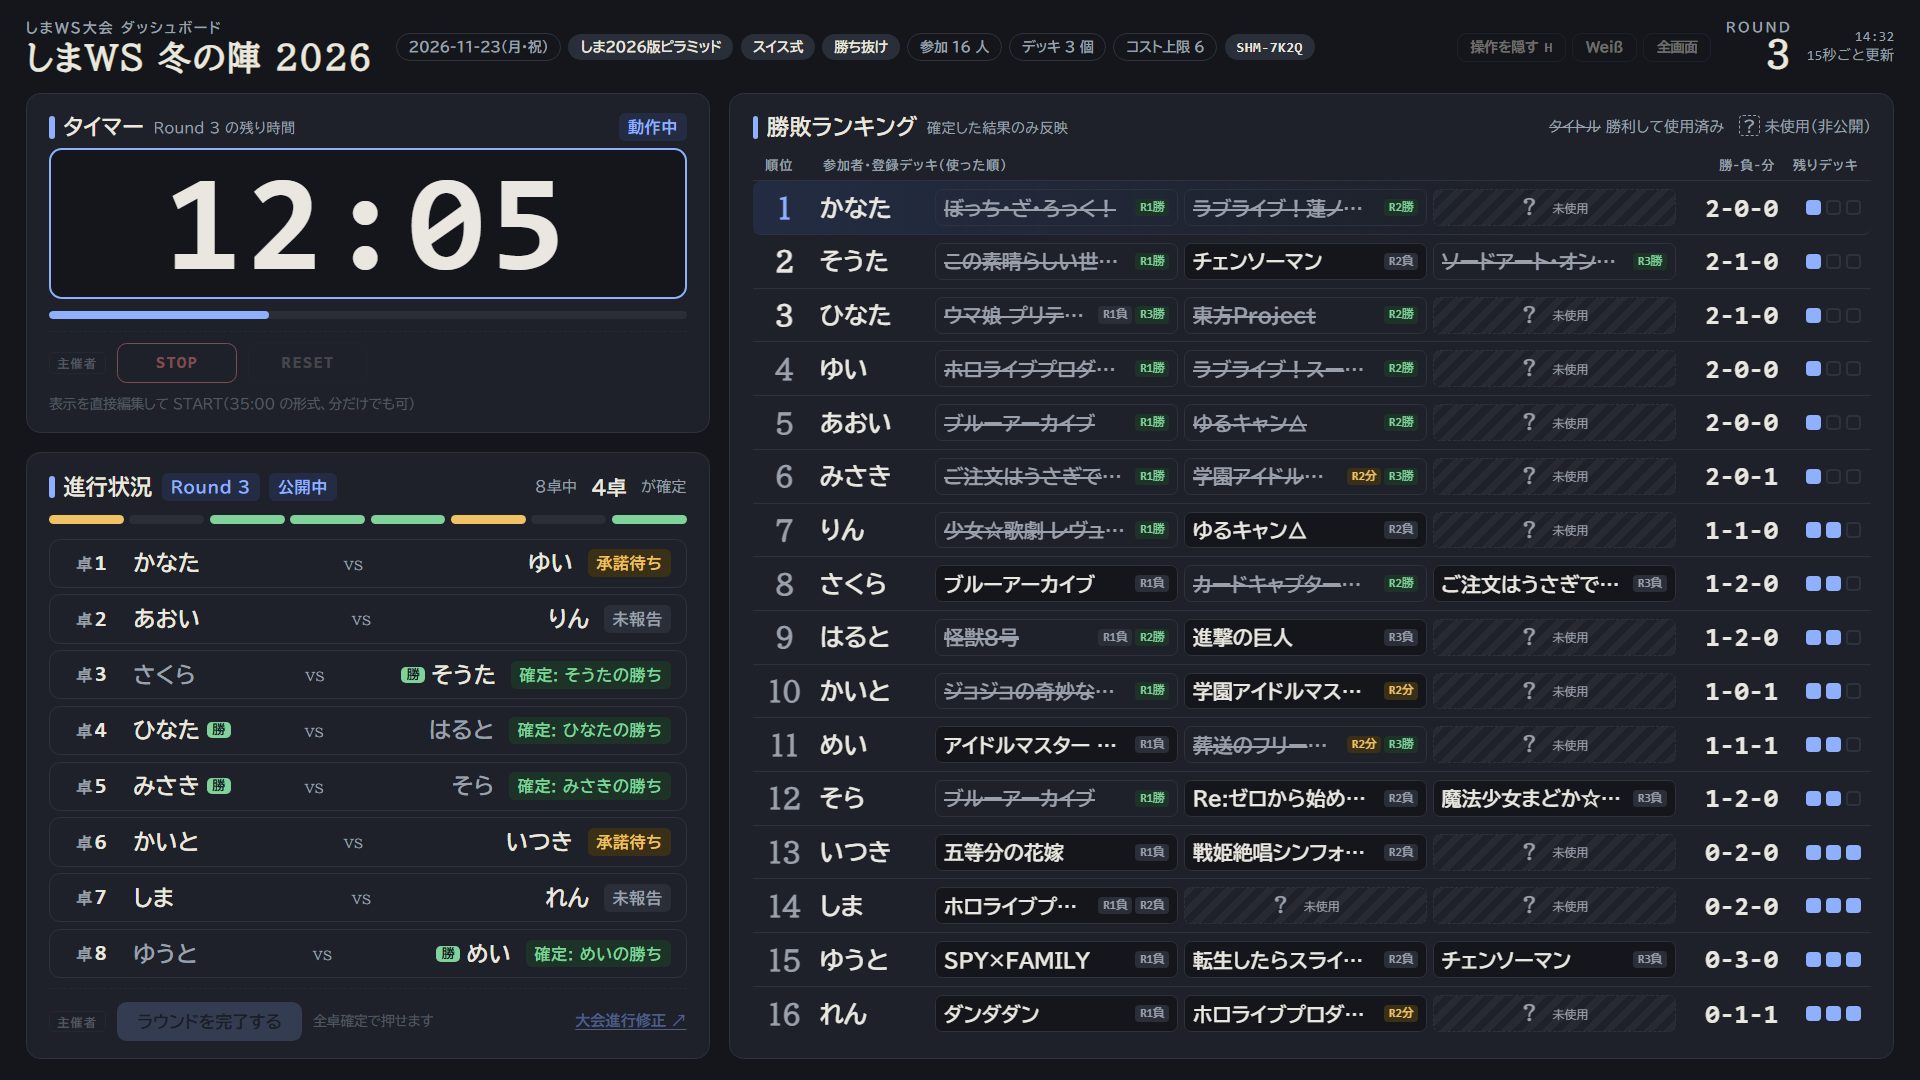 しまWS大会 ダッシュボード
しまWS 冬の陣 2026
2026-11-23(月・祝) しま2026版ピラミッド スイス式 勝ち抜け 参加 16 人 デッキ 3 個 コスト上限 6 SHM-7K2Q
操作を隠す H Weiß 全画面
ROUND
3
14:32
15秒ごと更新
タイマー Round 3 の残り時間 動作中
12:05
主催者 STOP RESET
表示を直接編集して START(35:00 の形式、分だけでも可)
進行状況 Round 3 公開中 8卓中 4卓 が確定
卓1 かなた vs ゆい 承諾待ち
卓2 あおい vs りん 未報告
卓3 さくら vs 勝 そうた 確定: そうたの勝ち
卓4 ひなた 勝 vs はると 確定: ひなたの勝ち
卓5 みさき 勝 vs そら 確定: みさきの勝ち
卓6 かいと vs いつき 承諾待ち
卓7 しま vs れん 未報告
卓8 ゆうと vs 勝 めい 確定: めいの勝ち
主催者 ラウンドを完了する 全卓確定で押せます 大会進行修正 ↗
勝敗ランキング 確定した結果のみ反映 タイトル 勝利して使用済み ? 未使用(非公開)
順位 参加者・登録デッキ(使った順) 勝-負-分 残りデッキ
1 かなた ぼっち・ざ・ろっく! R1勝 ラブライブ!蓮ノ… R2勝 ? 未使用 2-0-0
2 そうた この素晴らしい世… R1勝 チェンソーマン R2負 ソードアート・オン… R3勝 2-1-0
3 ひなた ウマ娘 プリテ… R1負 R3勝 東方Project R2勝 ? 未使用 2-1-0
4 ゆい ホロライブプロダ… R1勝 ラブライブ!スー… R2勝 ? 未使用 2-0-0
5 あおい ブルーアーカイブ R1勝 ゆるキャン△ R2勝 ? 未使用 2-0-0
6 みさき ご注文はうさぎで… R1勝 学園アイドル… R2分 R3勝 ? 未使用 2-0-1
7 りん 少女☆歌劇 レヴュ… R1勝 ゆるキャン△ R2負 ? 未使用 1-1-0
8 さくら ブルーアーカイブ R1負 カードキャプター… R2勝 ご注文はうさぎで… R3負 1-2-0
9 はると 怪獣8号 R1負 R2勝 進撃の巨人 R3負 ? 未使用 1-2-0
10 かいと ジョジョの奇妙な… R1勝 学園アイドルマス… R2分 ? 未使用 1-0-1
11 めい アイドルマスター … R1負 葬送のフリー… R2分 R3勝 ? 未使用 1-1-1
12 そら ブルーアーカイブ R1勝 Re:ゼロから始め… R2負 魔法少女まどか☆… R3負 1-2-0
13 いつき 五等分の花嫁 R1負 戦姫絶唱シンフォ… R2負 ? 未使用 0-2-0
14 しま ホロライブプ… R1負 R2負 ? 未使用 ? 未使用 0-2-0
15 ゆうと SPY×FAMILY R1負 転生したらスライ… R2負 チェンソーマン R3負 0-3-0
16 れん ダンダダン R1負 ホロライブプロダ… R2分 ? 未使用 0-1-1